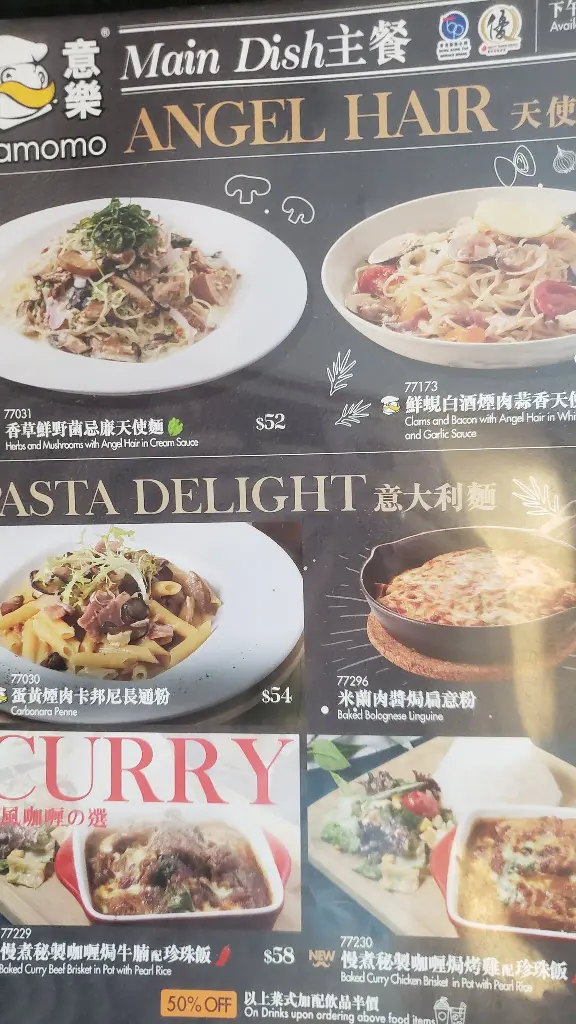 意樂®
amomo
Main Dish主餐
下午
Avail
ANGEL HAIR 天使
77031
香草鮮野菌忌廉天使麵
Herbs and Mushrooms with Angel Hair in Cream Sauce
$52
77173
鮮蜆白酒煙肉蒜香天使
Clams and Bacon with Angel Hair in Whi
and Garlic Sauce
PASTA DELIGHT 意大利麵
77030
蛋黃煙肉卡邦尼長通粉
Carbonara Penne
$54
77296
米蘭肉醬焗扁意粉
Baked Bolognese Linguine
CURRY
風咖喱の選
77229
慢煮秘製咖喱焗牛腩配珍珠飯
Baked Curry Beef Brisket in Pot with Pearl Rice
$58
NEW
77230
慢煮秘製咖喱焗烤雞配珍珠飯
Baked Curry Chicken Brisket in Pot with Pearl Rice
50% OFF
以上菜式加配飲品半價
On Drinks upon ordering above food items